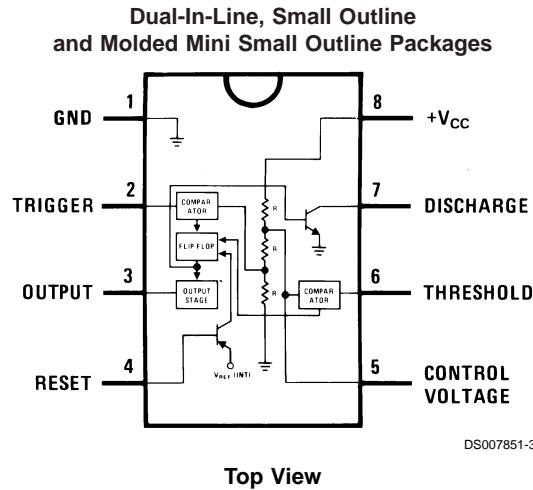 Dual-In-Line, Small Outline
and Molded Mini Small Outline Packages
1
GND
8
+VCC
2
TRIGGER
7
DISCHARGE
COMPAR
ATOR
R
FLIP FLOP
R
3
OUTPUT
OUTPUT
STAGE
R
COMPAR
ATOR
6
THRESHOLD
4
RESET
VREF (INT)
5
CONTROL
VOLTAGE
DS007851-3
Top View